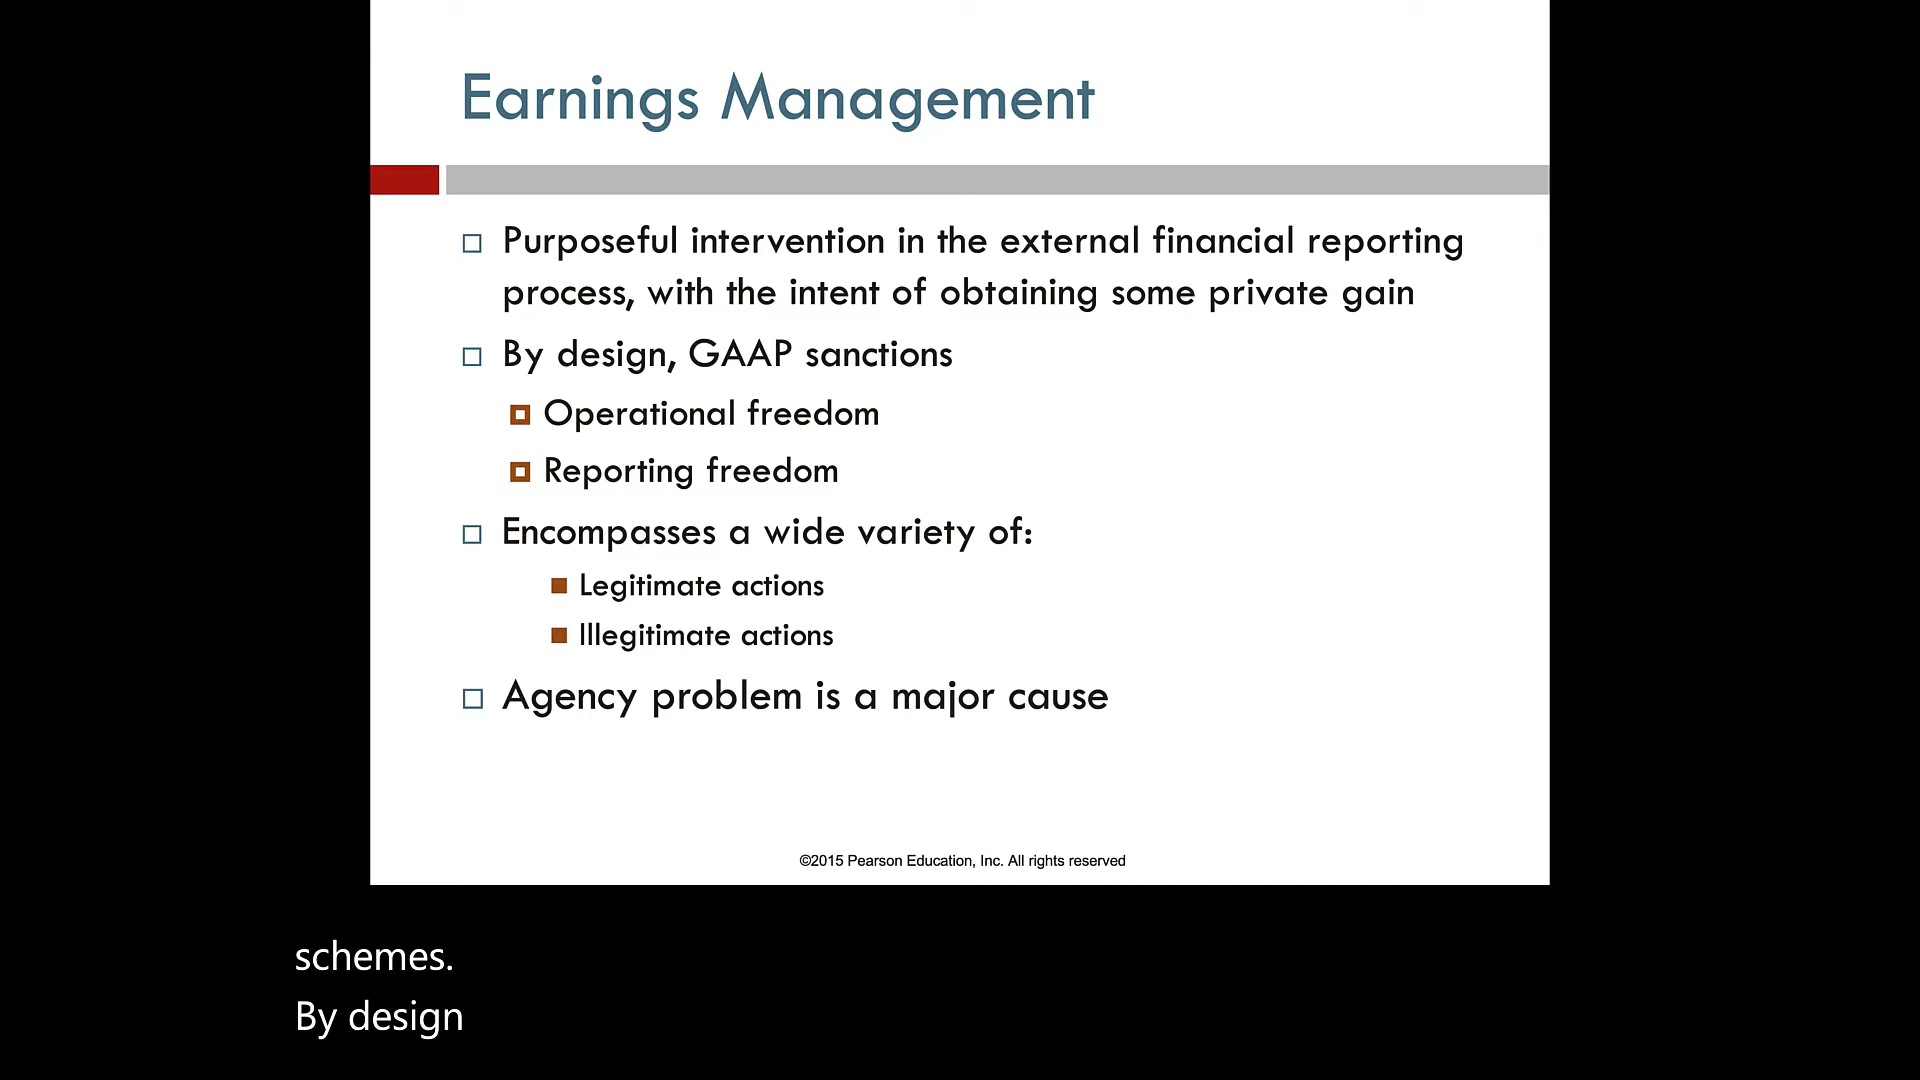 Earnings Management
Purposeful intervention in the external financial reporting
process, with the intent of obtaining some private gain
By design, GAAP sanctions
Operational freedom
Reporting freedom
Encompasses a wide variety of:
Legitimate actions
Illegitimate actions
Agency problem is a major cause
©2015 Pearson Education, Inc. All rights reserved
schemes.
By design